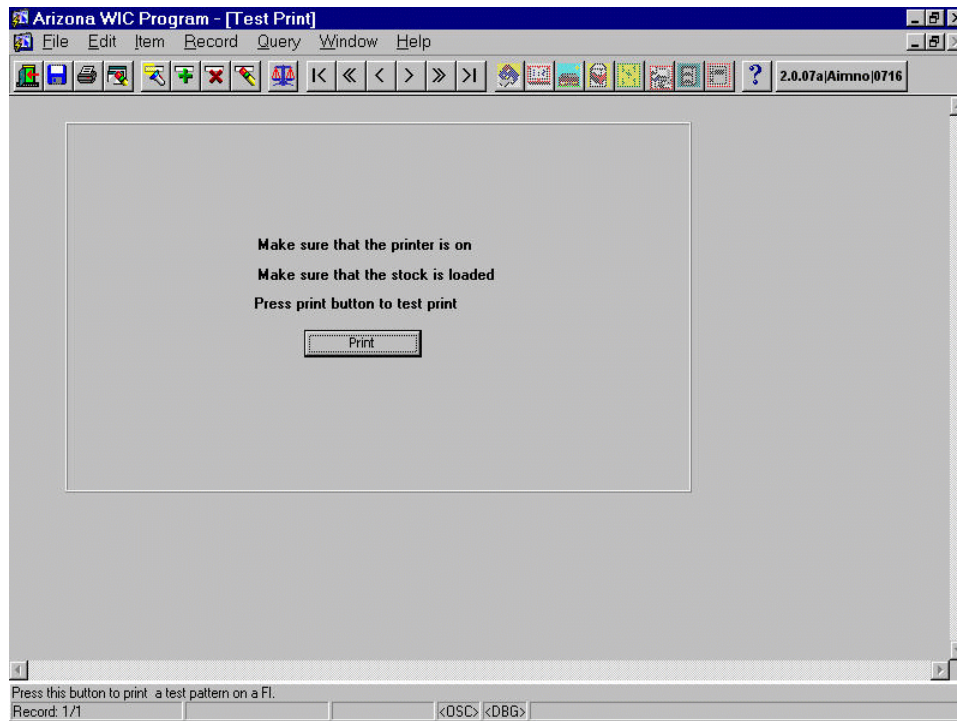 Arizona WIC Program - [Test Print]
File Edit Item Record Query Window Help
2.0.07a|Aimno|0716
Make sure that the printer is on
Make sure that the stock is loaded
Press print button to test print
Print
Press this button to print a test pattern on a FI.
Record: 1/1 <OSC> <DBG>